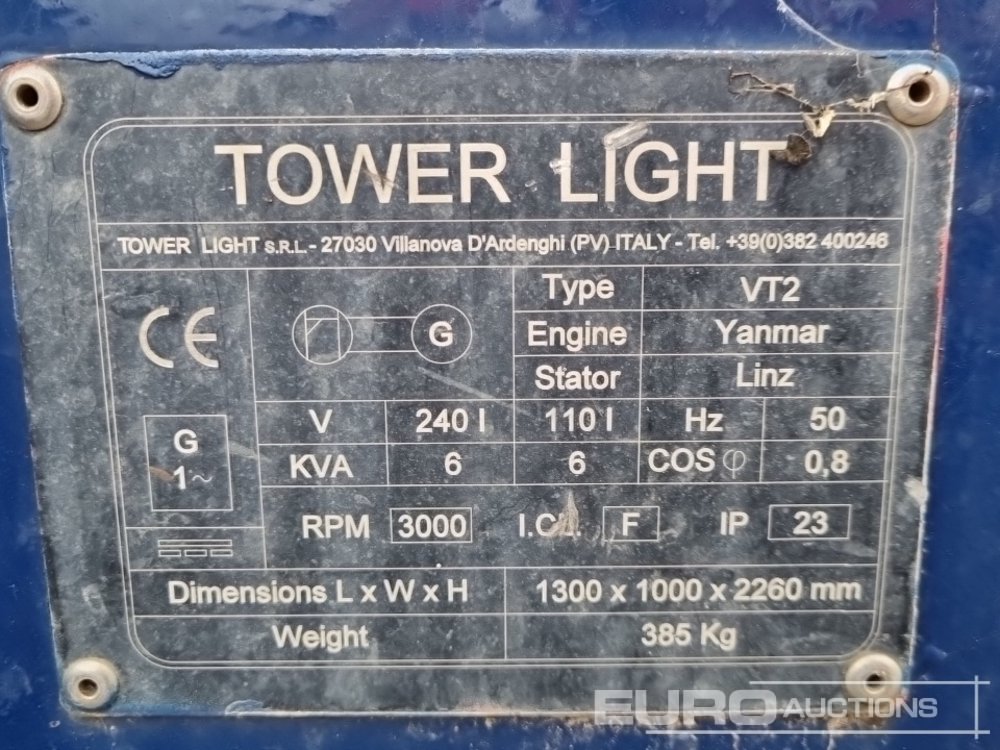 TOWER LIGHT
TOWER LIGHT S.R.L. - 27030 Villanova D'Ardenghi (PV) ITALY - Tel. +39(0)382 400246
CE
G
Type VT2
Engine Yanmar
Stator Linz
V 240 I 110 I Hz 50
KVA 6 6 COS φ 0,8
G
1~
RPM 3000 I.CL. F IP 23
Dimensions L x W x H 1300 x 1000 x 2260 mm
Weight 385 Kg
EURO AUCTIONS